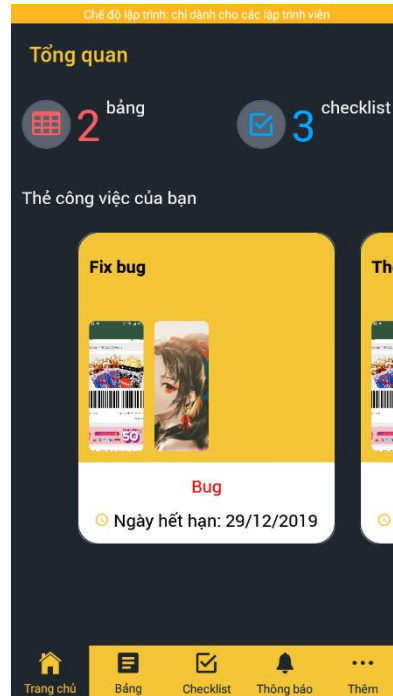 Chế độ lập trình: chỉ dành cho các lập trình viên
Tổng quan
2 bảng
3 checklist
Thẻ công việc của bạn
Fix bug
Th
50
Bug
Ngày hết hạn: 29/12/2019
Trang chủ
Bảng
Checklist
Thông báo
Thêm